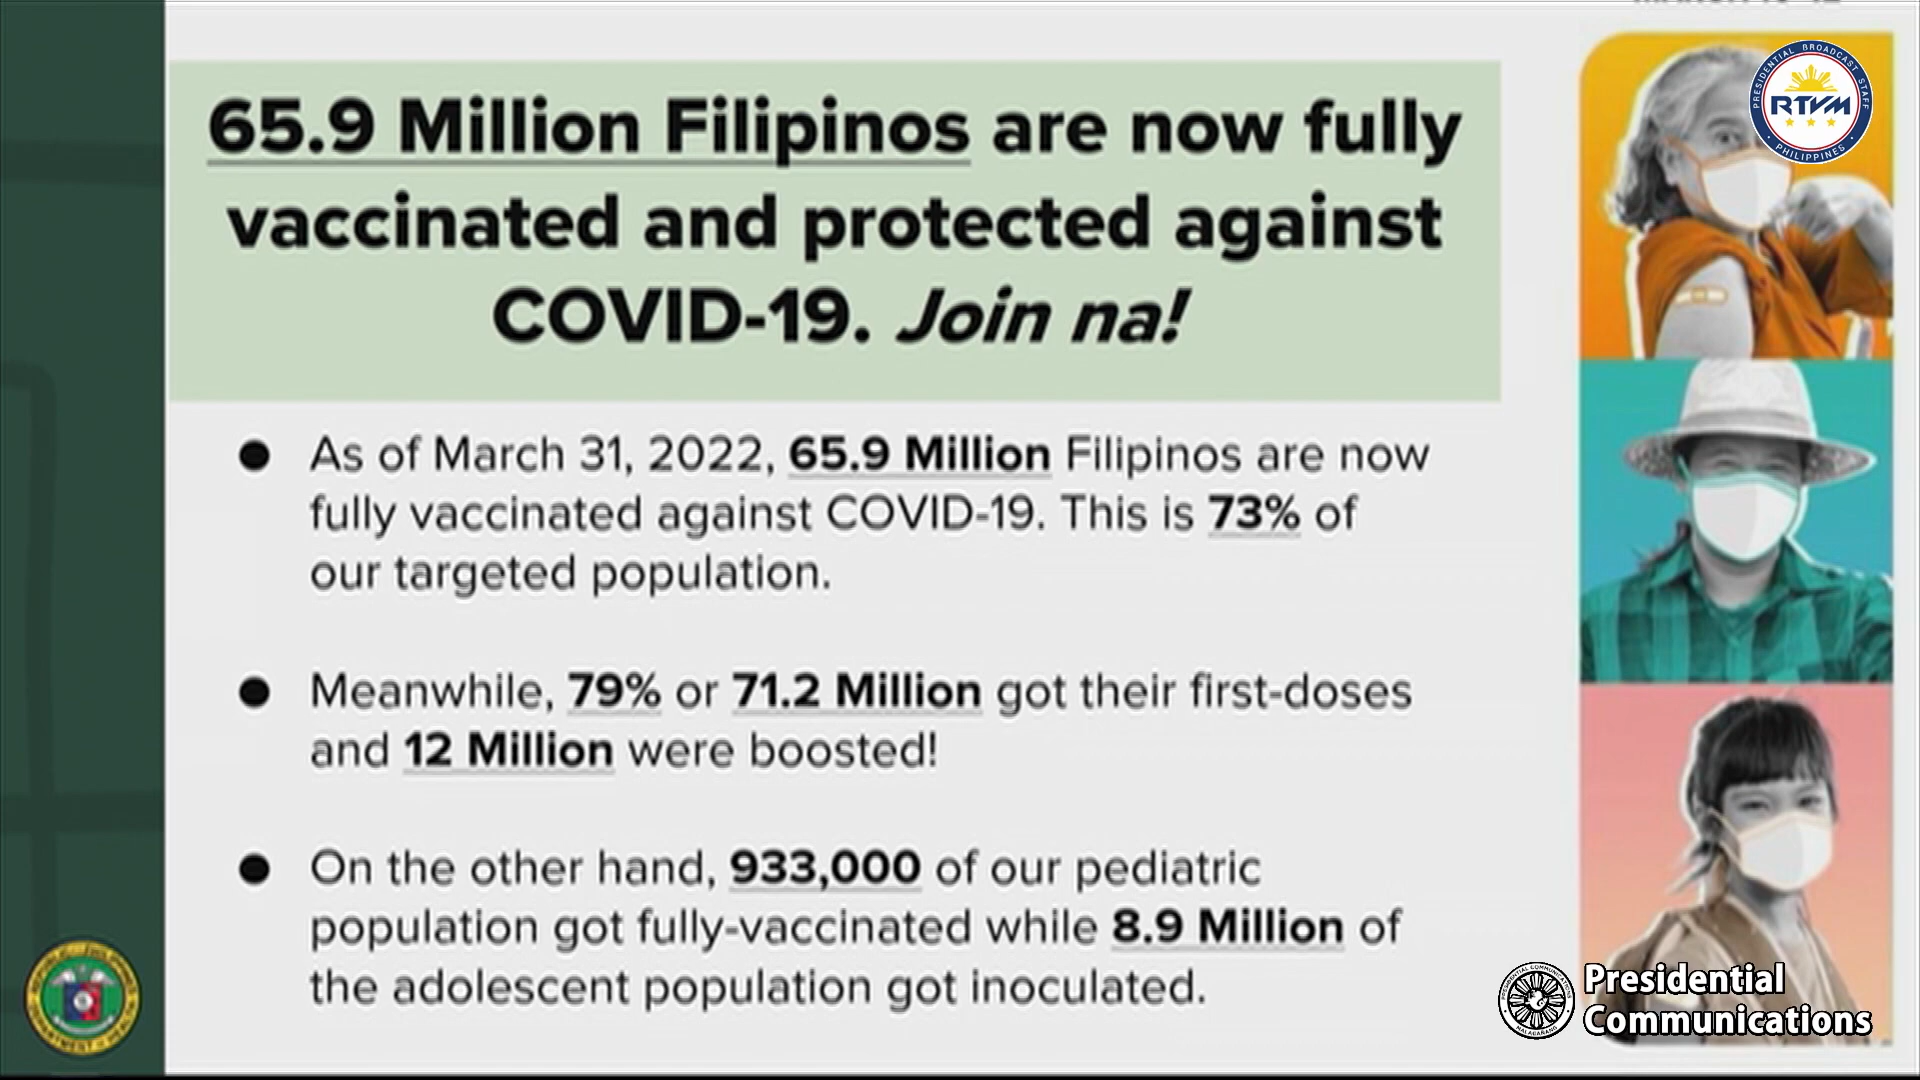 65.9 Million Filipinos are now fully
vaccinated and protected against
COVID-19. Join na!
● As of March 31, 2022, 65.9 Million Filipinos are now
fully vaccinated against COVID-19. This is 73% of
our targeted population.
● Meanwhile, 79% or 71.2 Million got their first-doses
and 12 Million were boosted!
● On the other hand, 933,000 of our pediatric
population got fully-vaccinated while 8.9 Million of
the adolescent population got inoculated.
PRESIDENTIAL BROADCAST STAFF
RTVM
PHILIPPINES
Presidential
Communications